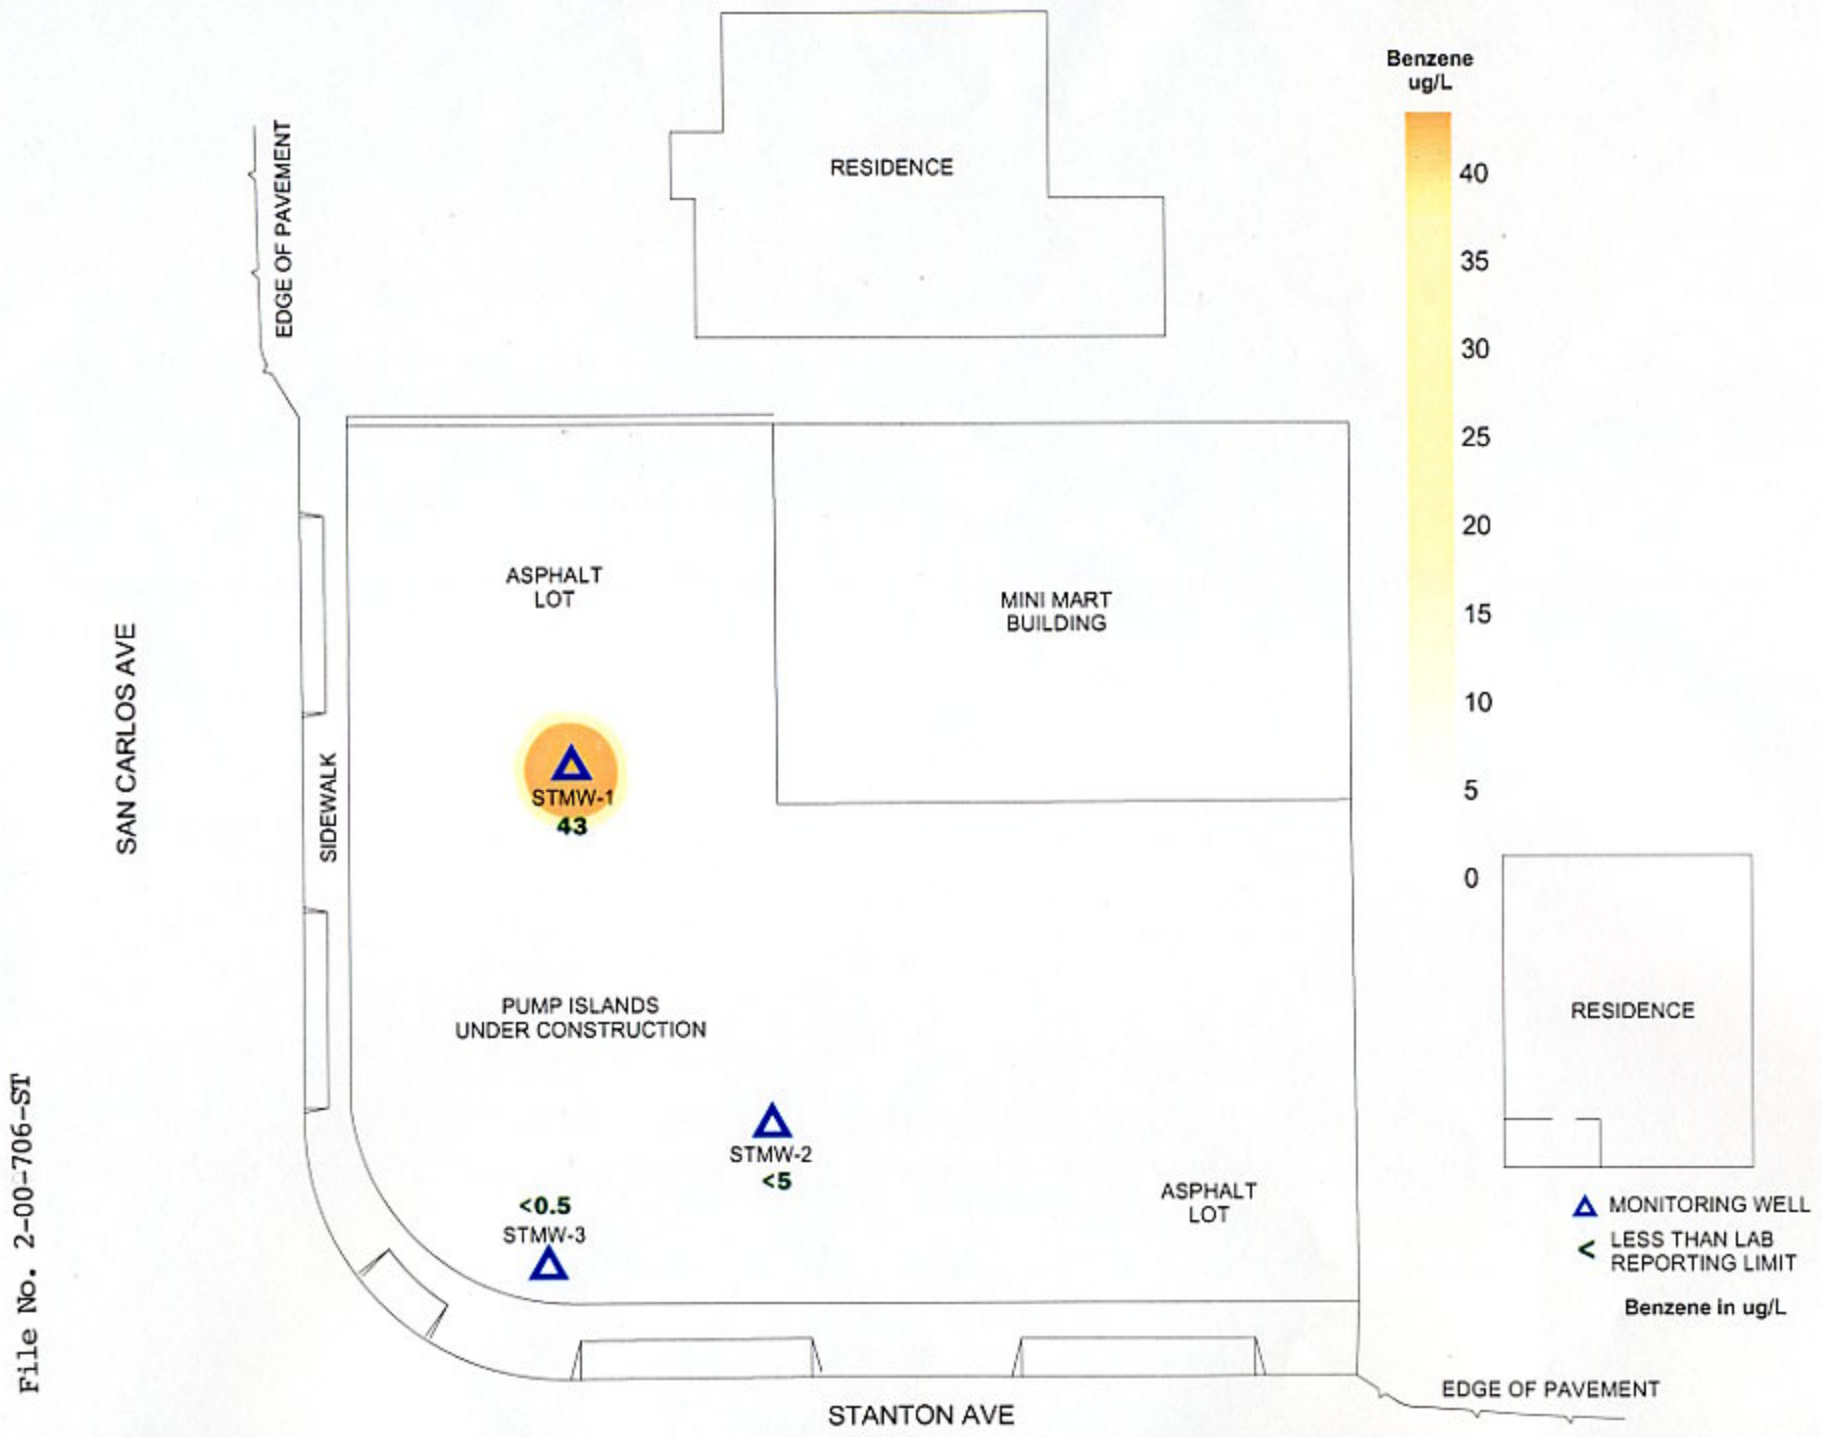 Benzene
ug/L
40
35
30
25
20
15
10
5
0
RESIDENCE
EDGE OF PAVEMENT
ASPHALT
LOT
MINI MART
BUILDING
SAN CARLOS AVE
SIDEWALK
STMW-1
43
PUMP ISLANDS
UNDER CONSTRUCTION
RESIDENCE
STMW-2
<5
<0.5
STMW-3
ASPHALT
LOT
MONITORING WELL
< LESS THAN LAB
REPORTING LIMIT
Benzene in ug/L
EDGE OF PAVEMENT
STANTON AVE
File No. 2-00-706-ST